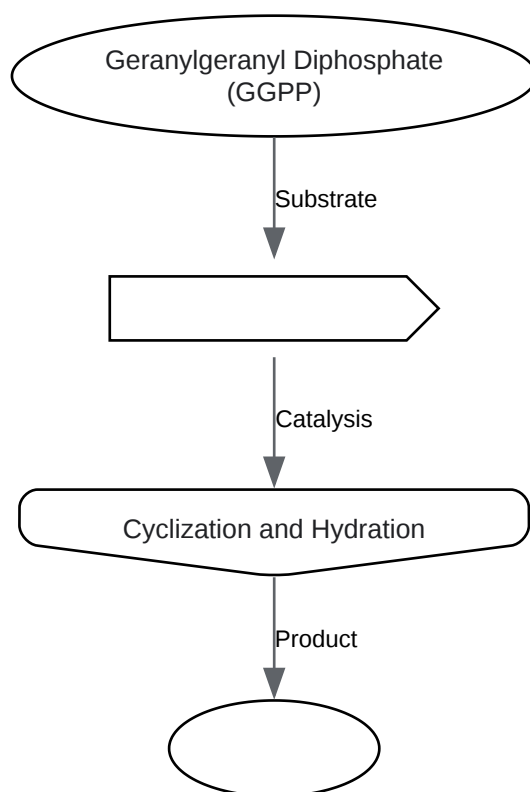 Geranylgeranyl Diphosphate
(GGPP)
Substrate
Catalysis
Cyclization and Hydration
Product